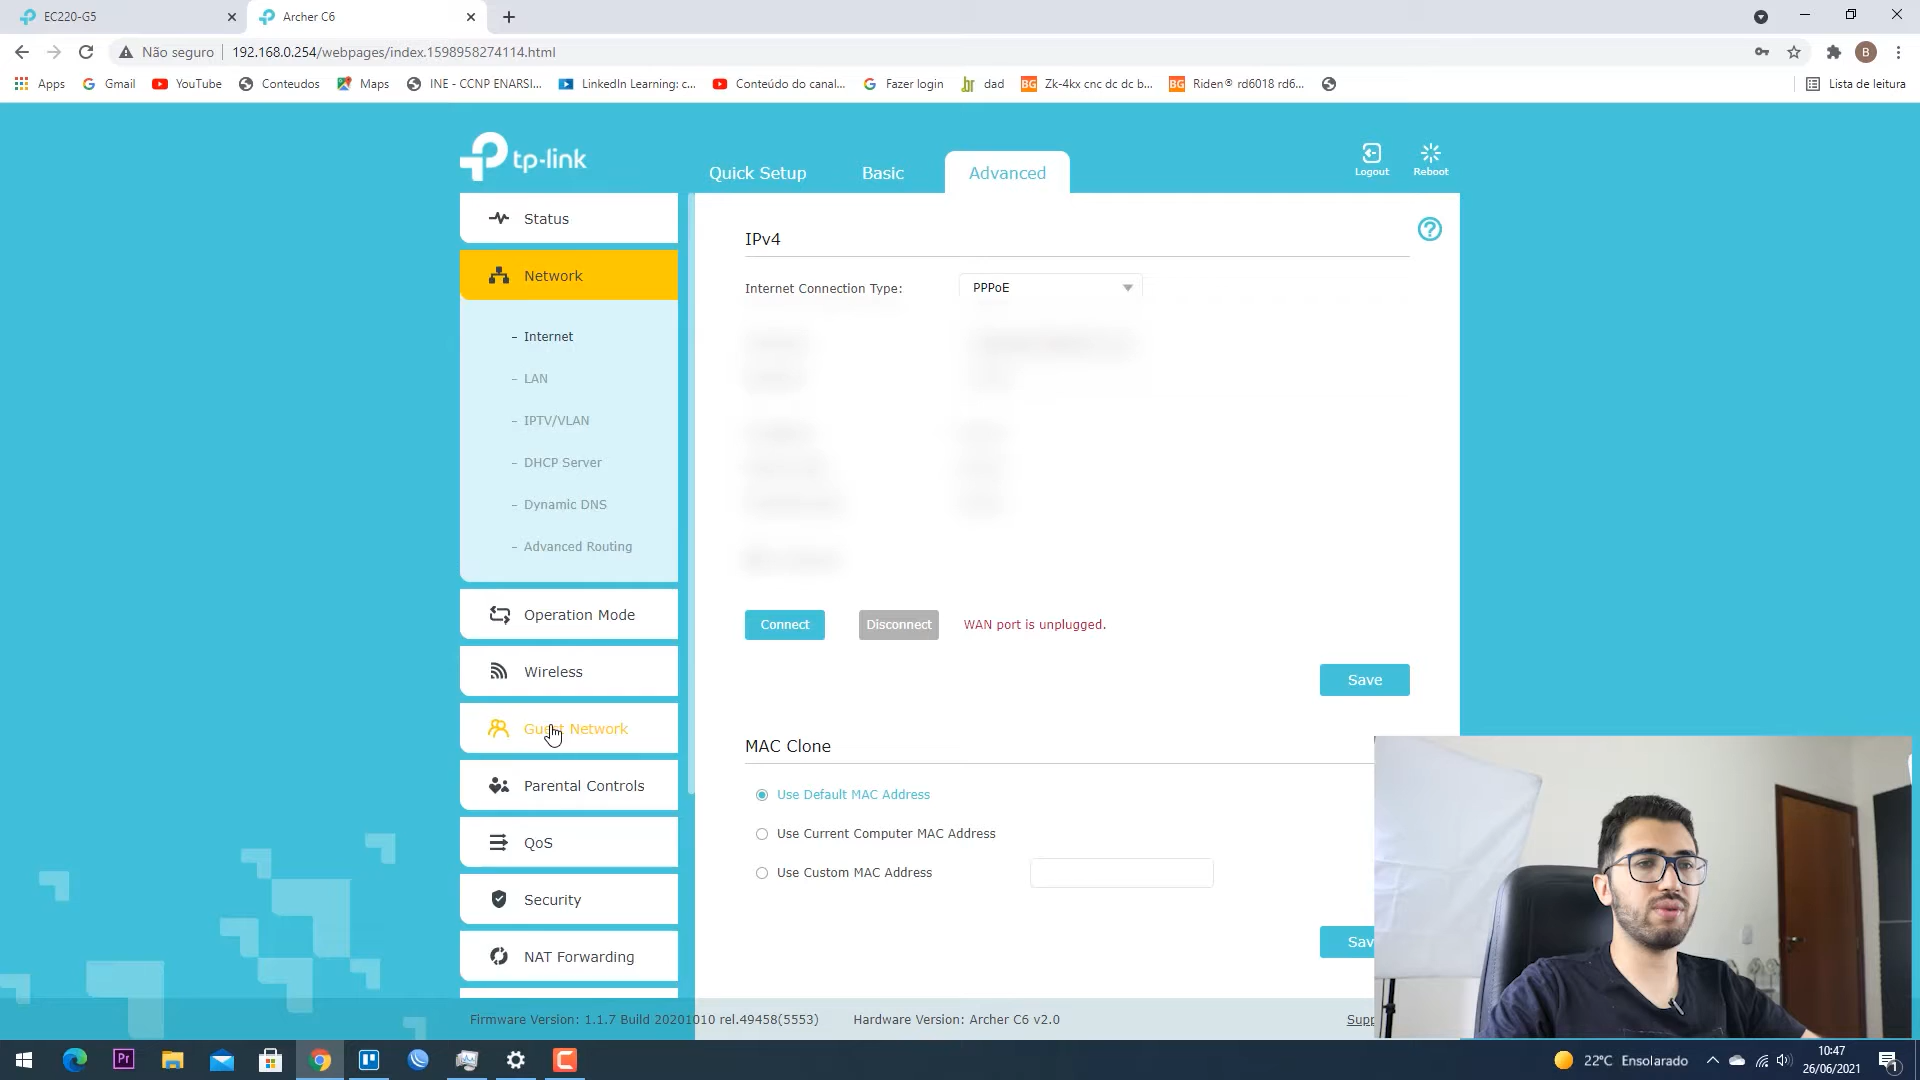 EC220-G5
Archer C6
Não seguro
192.168.0.254/webpages/index.1598958274114.html
B
Apps
Gmail
YouTube
Conteudos
Maps
INE - CCNP ENARSI...
LinkedIn Learning: c...
Conteúdo do canal...
Fazer login
dad
BG
Zk-4kx cnc dc dc b...
BG
Riden® rd6018 rd6...
Lista de leitura
tp-link
Quick Setup
Basic
Advanced
Logout
Reboot
Status
Network
- Internet
- LAN
- IPTV/VLAN
- DHCP Server
- Dynamic DNS
- Advanced Routing
Operation Mode
Wireless
Guest Network
Parental Controls
QoS
Security
NAT Forwarding
IPv4
Internet Connection Type:
PPPoE
Connect
Disconnect
WAN port is unplugged.
Save
MAC Clone
Use Default MAC Address
Use Current Computer MAC Address
Use Custom MAC Address
Sav
Firmware Version: 1.1.7 Build 20201010 rel.49458(5553)
Hardware Version: Archer C6 v2.0
Supp
Pr
22°C Ensolarado
10:47
26/06/2021
1